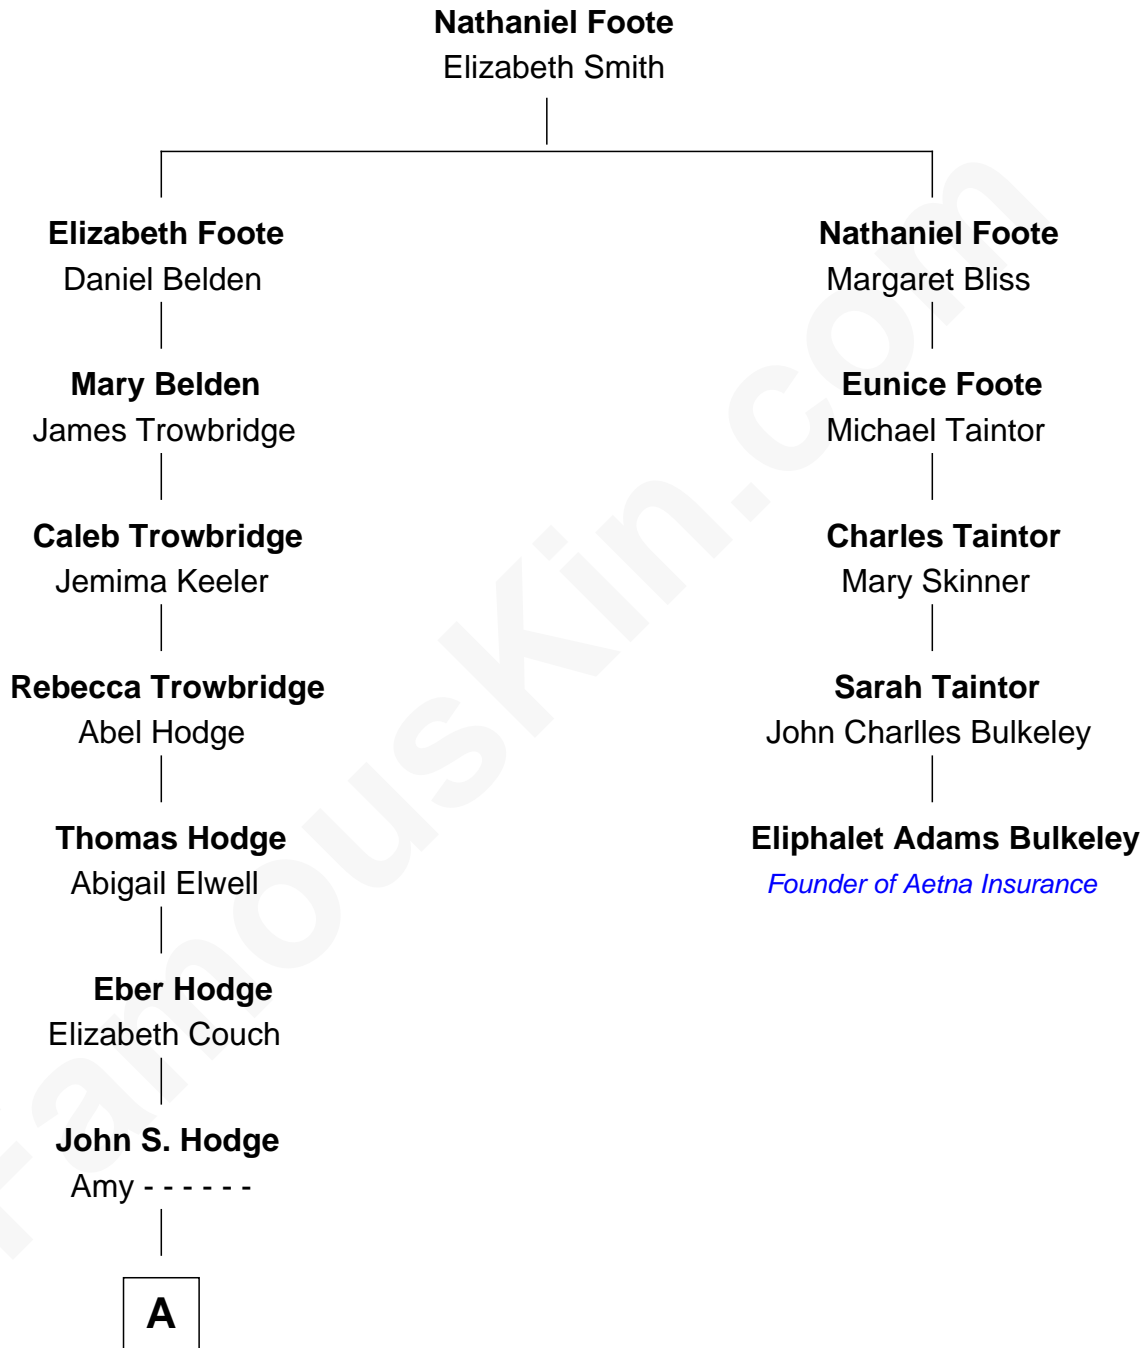 Nathaniel Foote
Elizabeth Smith
Elizabeth Foote
Daniel Belden
Nathaniel Foote
Margaret Bliss
Mary Belden
James Trowbridge
Eunice Foote
Michael Taintor
Caleb Trowbridge
Jemima Keeler
Charles Taintor
Mary Skinner
Rebecca Trowbridge
Abel Hodge
Sarah Taintor
John Charlles Bulkeley
Thomas Hodge
Abigail Elwell
Eliphalet Adams Bulkeley
Founder of Aetna Insurance
Eber Hodge
Elizabeth Couch
John S. Hodge
Amy - - - - - -
A
FamousKin.com